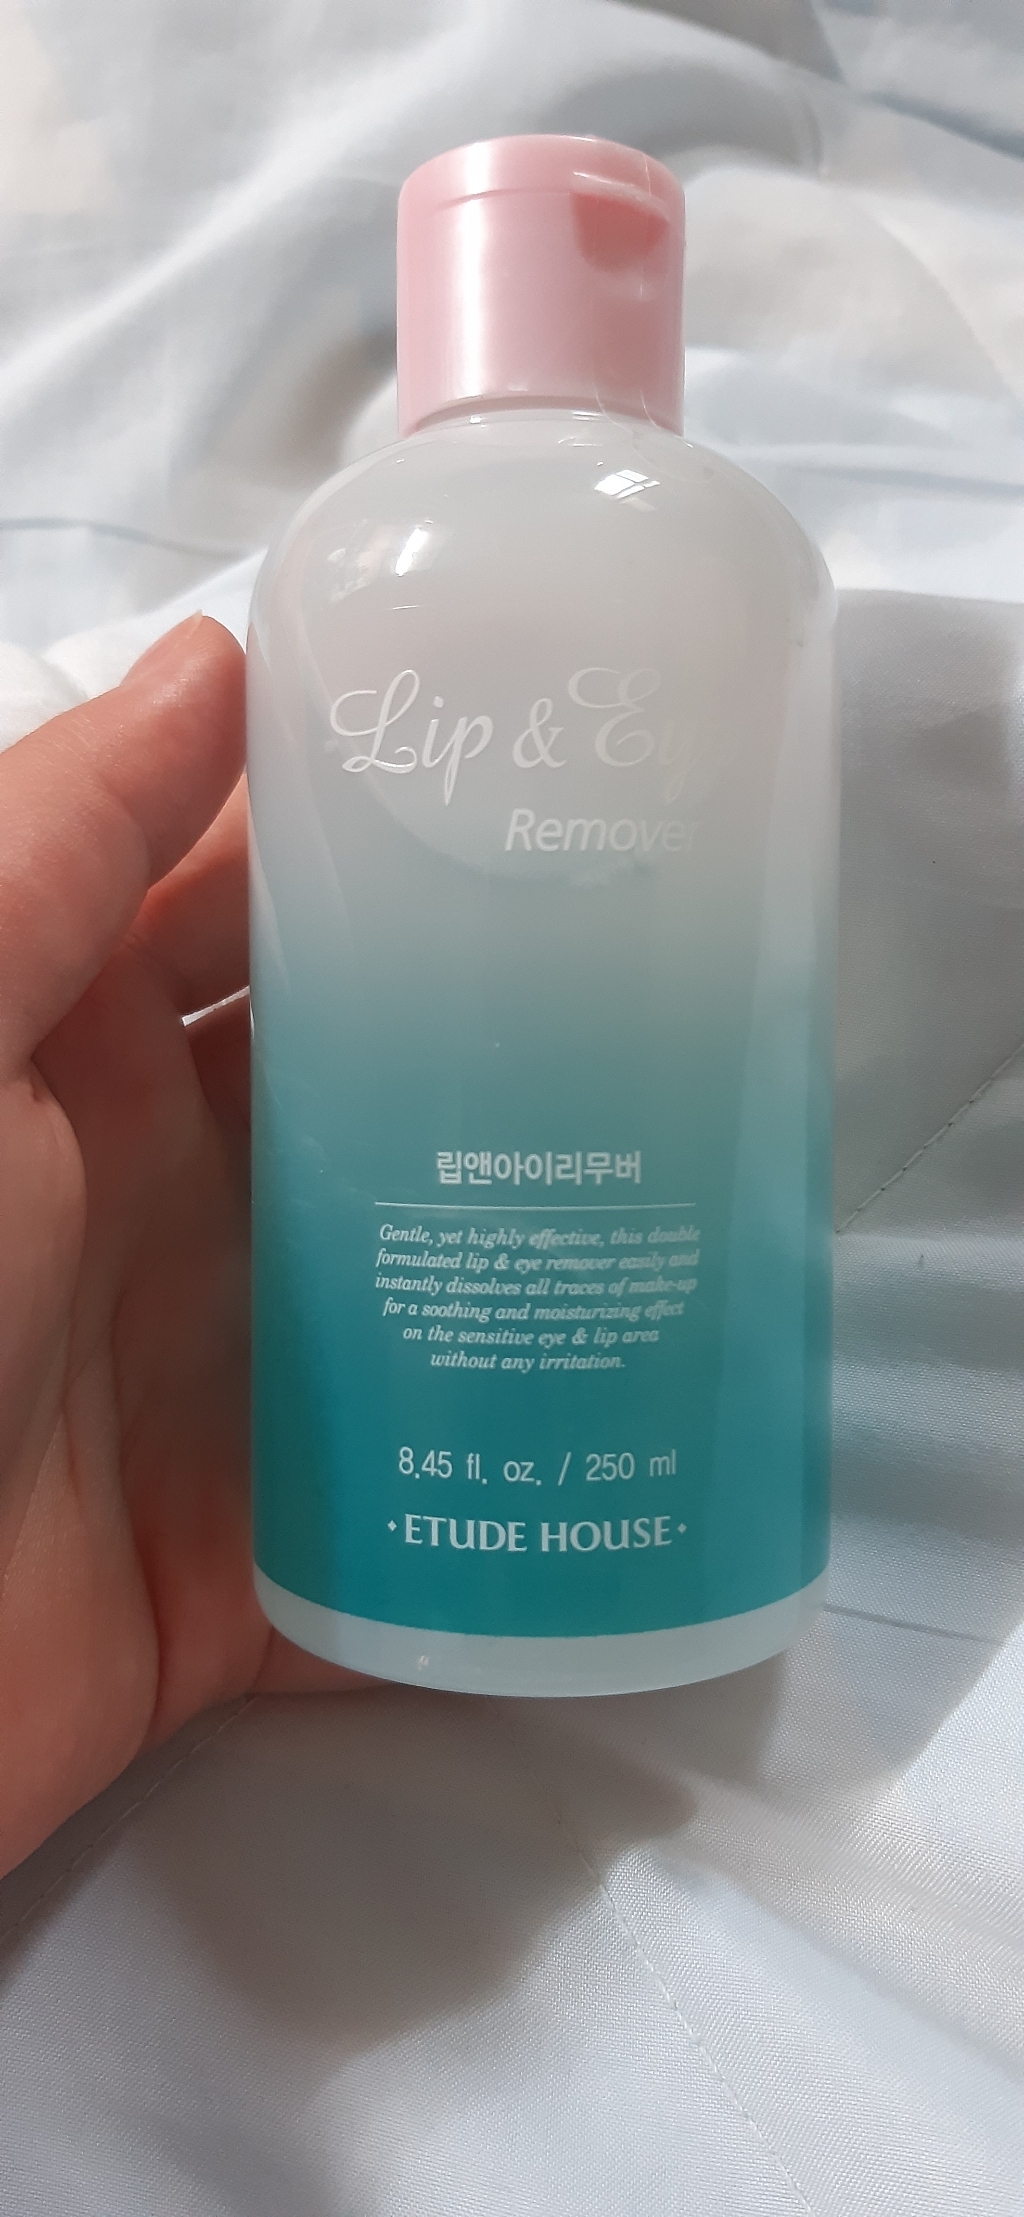 Lip & Eye
Remover
립앤아이리무버
Gentle, yet highly effective, this double
formulated lip & eye remover easily and
instantly dissolves all traces of make-up
for a soothing and moisturizing effect
on the sensitive eye & lip area
without any irritation.
8.45 fl. oz. / 250 ml
ETUDE HOUSE